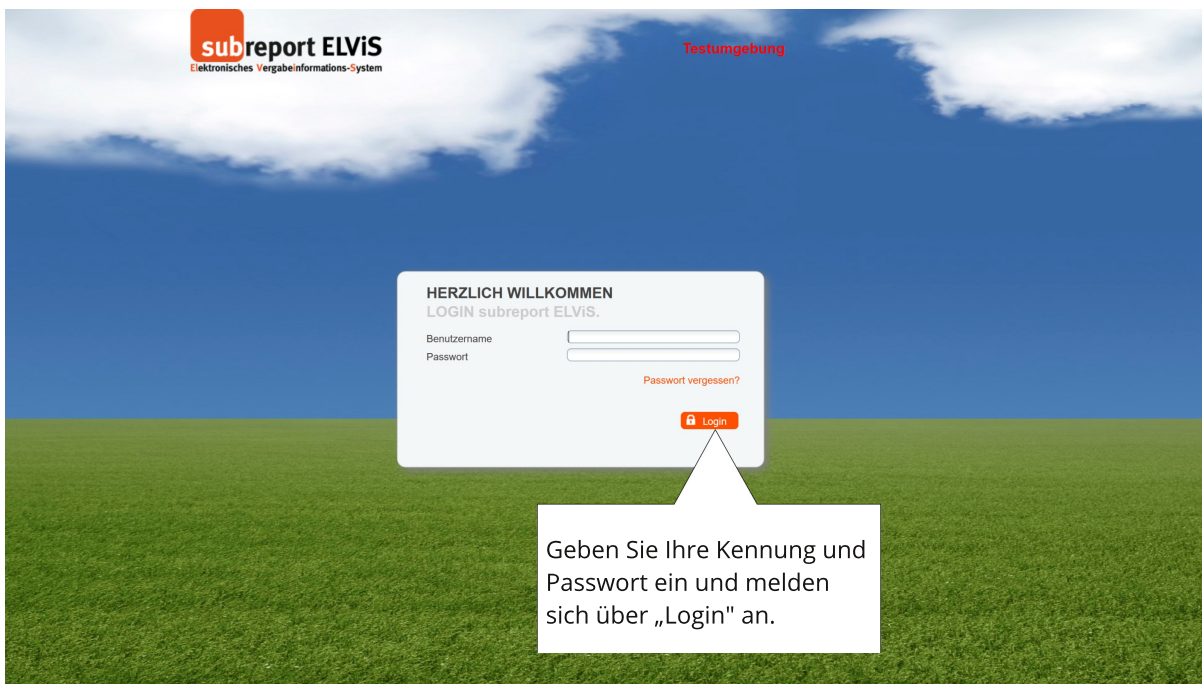 subreport ELViS
Elektronisches VergabeInformations-System
Testumgebung
HERZLICH WILLKOMMEN
LOGIN subreport ELViS.
Benutzername
Passwort
Passwort vergessen?
Login
Geben Sie Ihre Kennung und
Passwort ein und melden
sich über „Login" an.